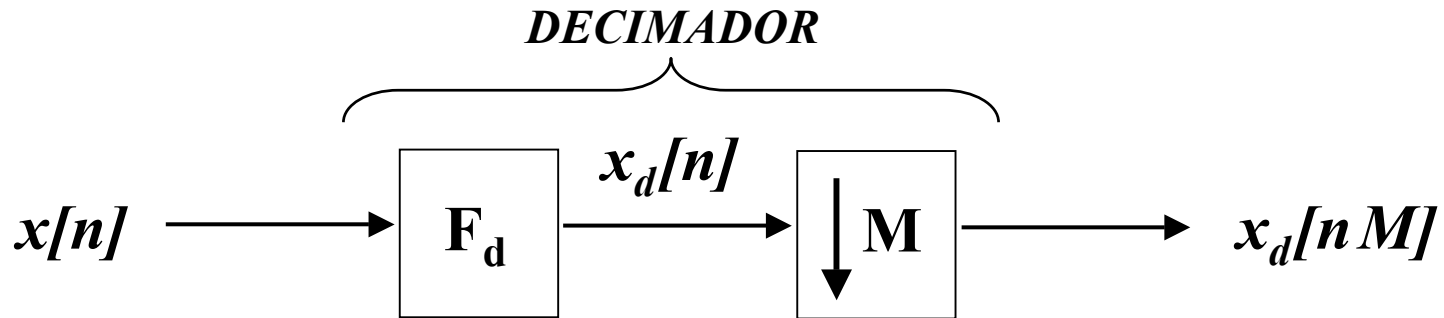 DECIMADOR
x[n]
F_d
x_d[n]
↓ M
x_d[n M]